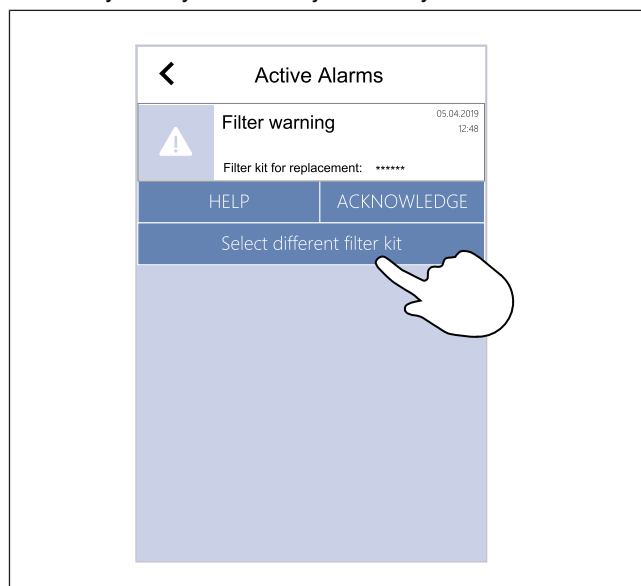 Active Alarms
Filter warning
05.04.2019
12:48
Filter kit for replacement: ******
HELP
ACKNOWLEDGE
Select different filter kit